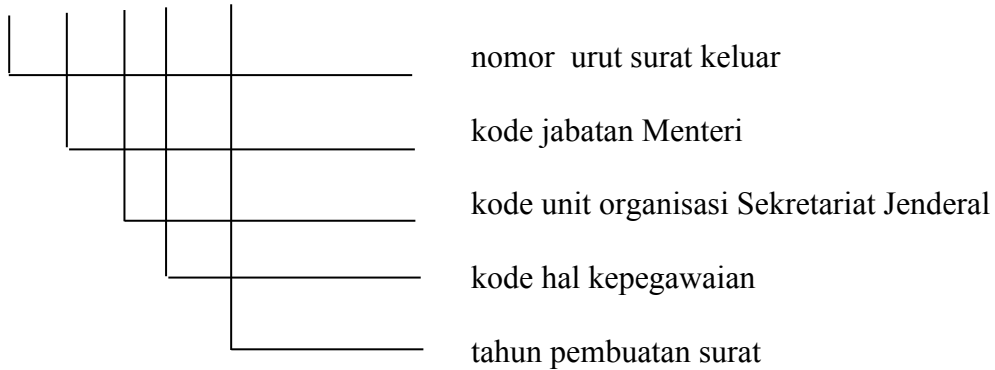 nomor urut surat keluar
kode jabatan Menteri
kode unit organisasi Sekretariat Jenderal
kode hal kepegawaian
tahun pembuatan surat